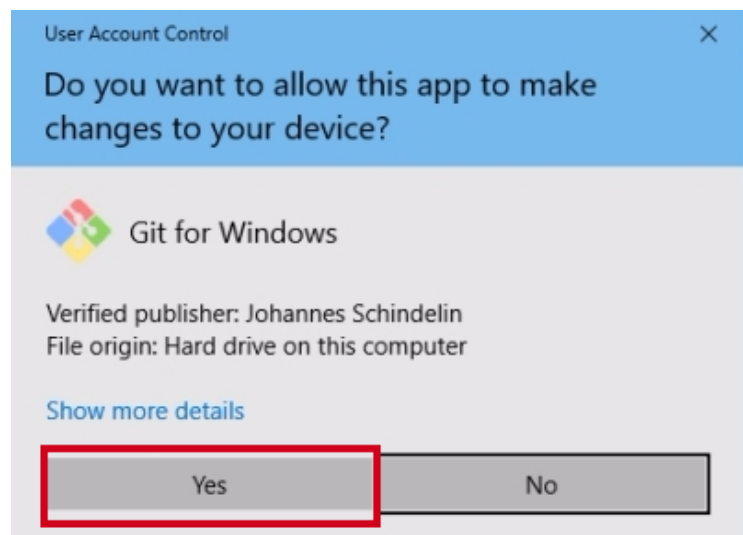 User Account Control
Do you want to allow this app to make
changes to your device?
Git for Windows
Verified publisher: Johannes Schindelin
File origin: Hard drive on this computer
Show more details
Yes
No